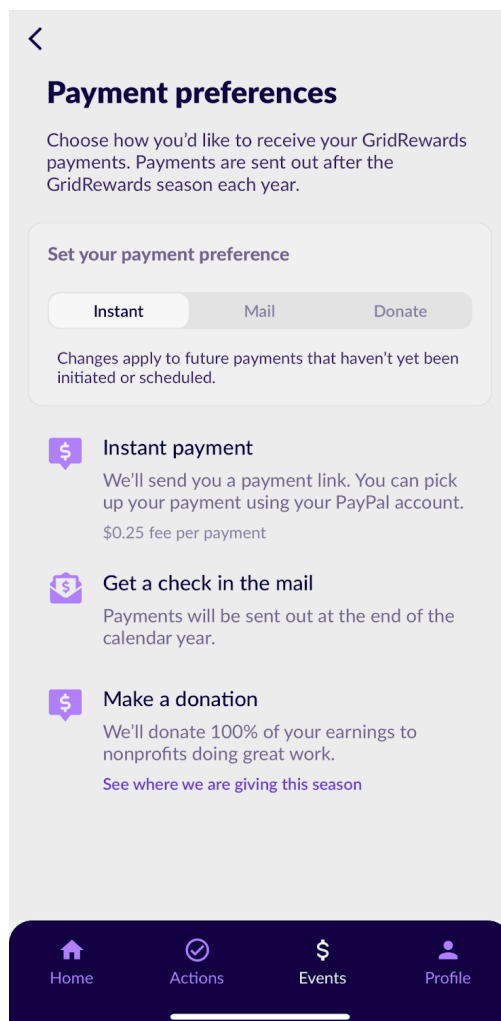 Payment preferences
Choose how you'd like to receive your GridRewards
payments. Payments are sent out after the
GridRewards season each year.
Set your payment preference
Instant Mail Donate
Changes apply to future payments that haven't yet been
initiated or scheduled.
$
Instant payment
We'll send you a payment link. You can pick
up your payment using your PayPal account.
$0.25 fee per payment
$
Get a check in the mail
Payments will be sent out at the end of the
calendar year.
$
Make a donation
We'll donate 100% of your earnings to
nonprofits doing great work.
See where we are giving this season
$
Home Actions Events Profile